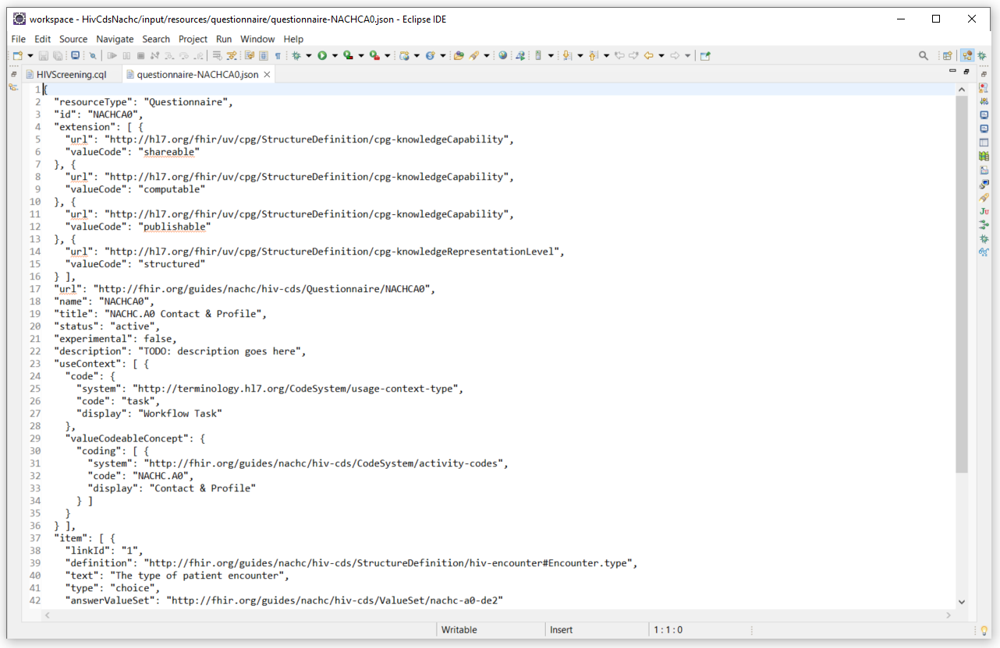 workspace - HivCdsNachc/input/resources/questionnaire/questionnaire-NACHCA0.json - Eclipse IDE
File Edit Source Navigate Search Project Run Window Help
HIVScreening.cql questionnaire-NACHCA0.json
1 {
2 "resourceType": "Questionnaire",
3 "id": "NACHCA0",
4 "extension": [ {
5 "url": "http://hl7.org/fhir/uv/cpg/StructureDefinition/cpg-knowledgeCapability",
6 "valueCode": "shareable"
7 }, {
8 "url": "http://hl7.org/fhir/uv/cpg/StructureDefinition/cpg-knowledgeCapability",
9 "valueCode": "computable"
10 }, {
11 "url": "http://hl7.org/fhir/uv/cpg/StructureDefinition/cpg-knowledgeCapability",
12 "valueCode": "publishable"
13 }, {
14 "url": "http://hl7.org/fhir/uv/cpg/StructureDefinition/cpg-knowledgeRepresentationLevel",
15 "valueCode": "structured"
16 } ],
17 "url": "http://fhir.org/guides/nachc/hiv-cds/Questionnaire/NACHCA0",
18 "name": "NACHCA0",
19 "title": "NACHC.A0 Contact & Profile",
20 "status": "active",
21 "experimental": false,
22 "description": "TODO: description goes here",
23 "useContext": [ {
24 "code": {
25 "system": "http://terminology.hl7.org/CodeSystem/usage-context-type",
26 "code": "task",
27 "display": "Workflow Task"
28 },
29 "valueCodeableConcept": {
30 "coding": [ {
31 "system": "http://fhir.org/guides/nachc/hiv-cds/CodeSystem/activity-codes",
32 "code": "NACHC.A0",
33 "display": "Contact & Profile"
34 } ]
35 }
36 } ],
37 "item": [ {
38 "linkId": "1",
39 "definition": "http://fhir.org/guides/nachc/hiv-cds/StructureDefinition/hiv-encounter#Encounter.type",
40 "text": "The type of patient encounter",
41 "type": "choice",
42 "answerValueSet": "http://fhir.org/guides/nachc/hiv-cds/ValueSet/nachc-a0-de2"
Writable Insert 1 : 1 : 0